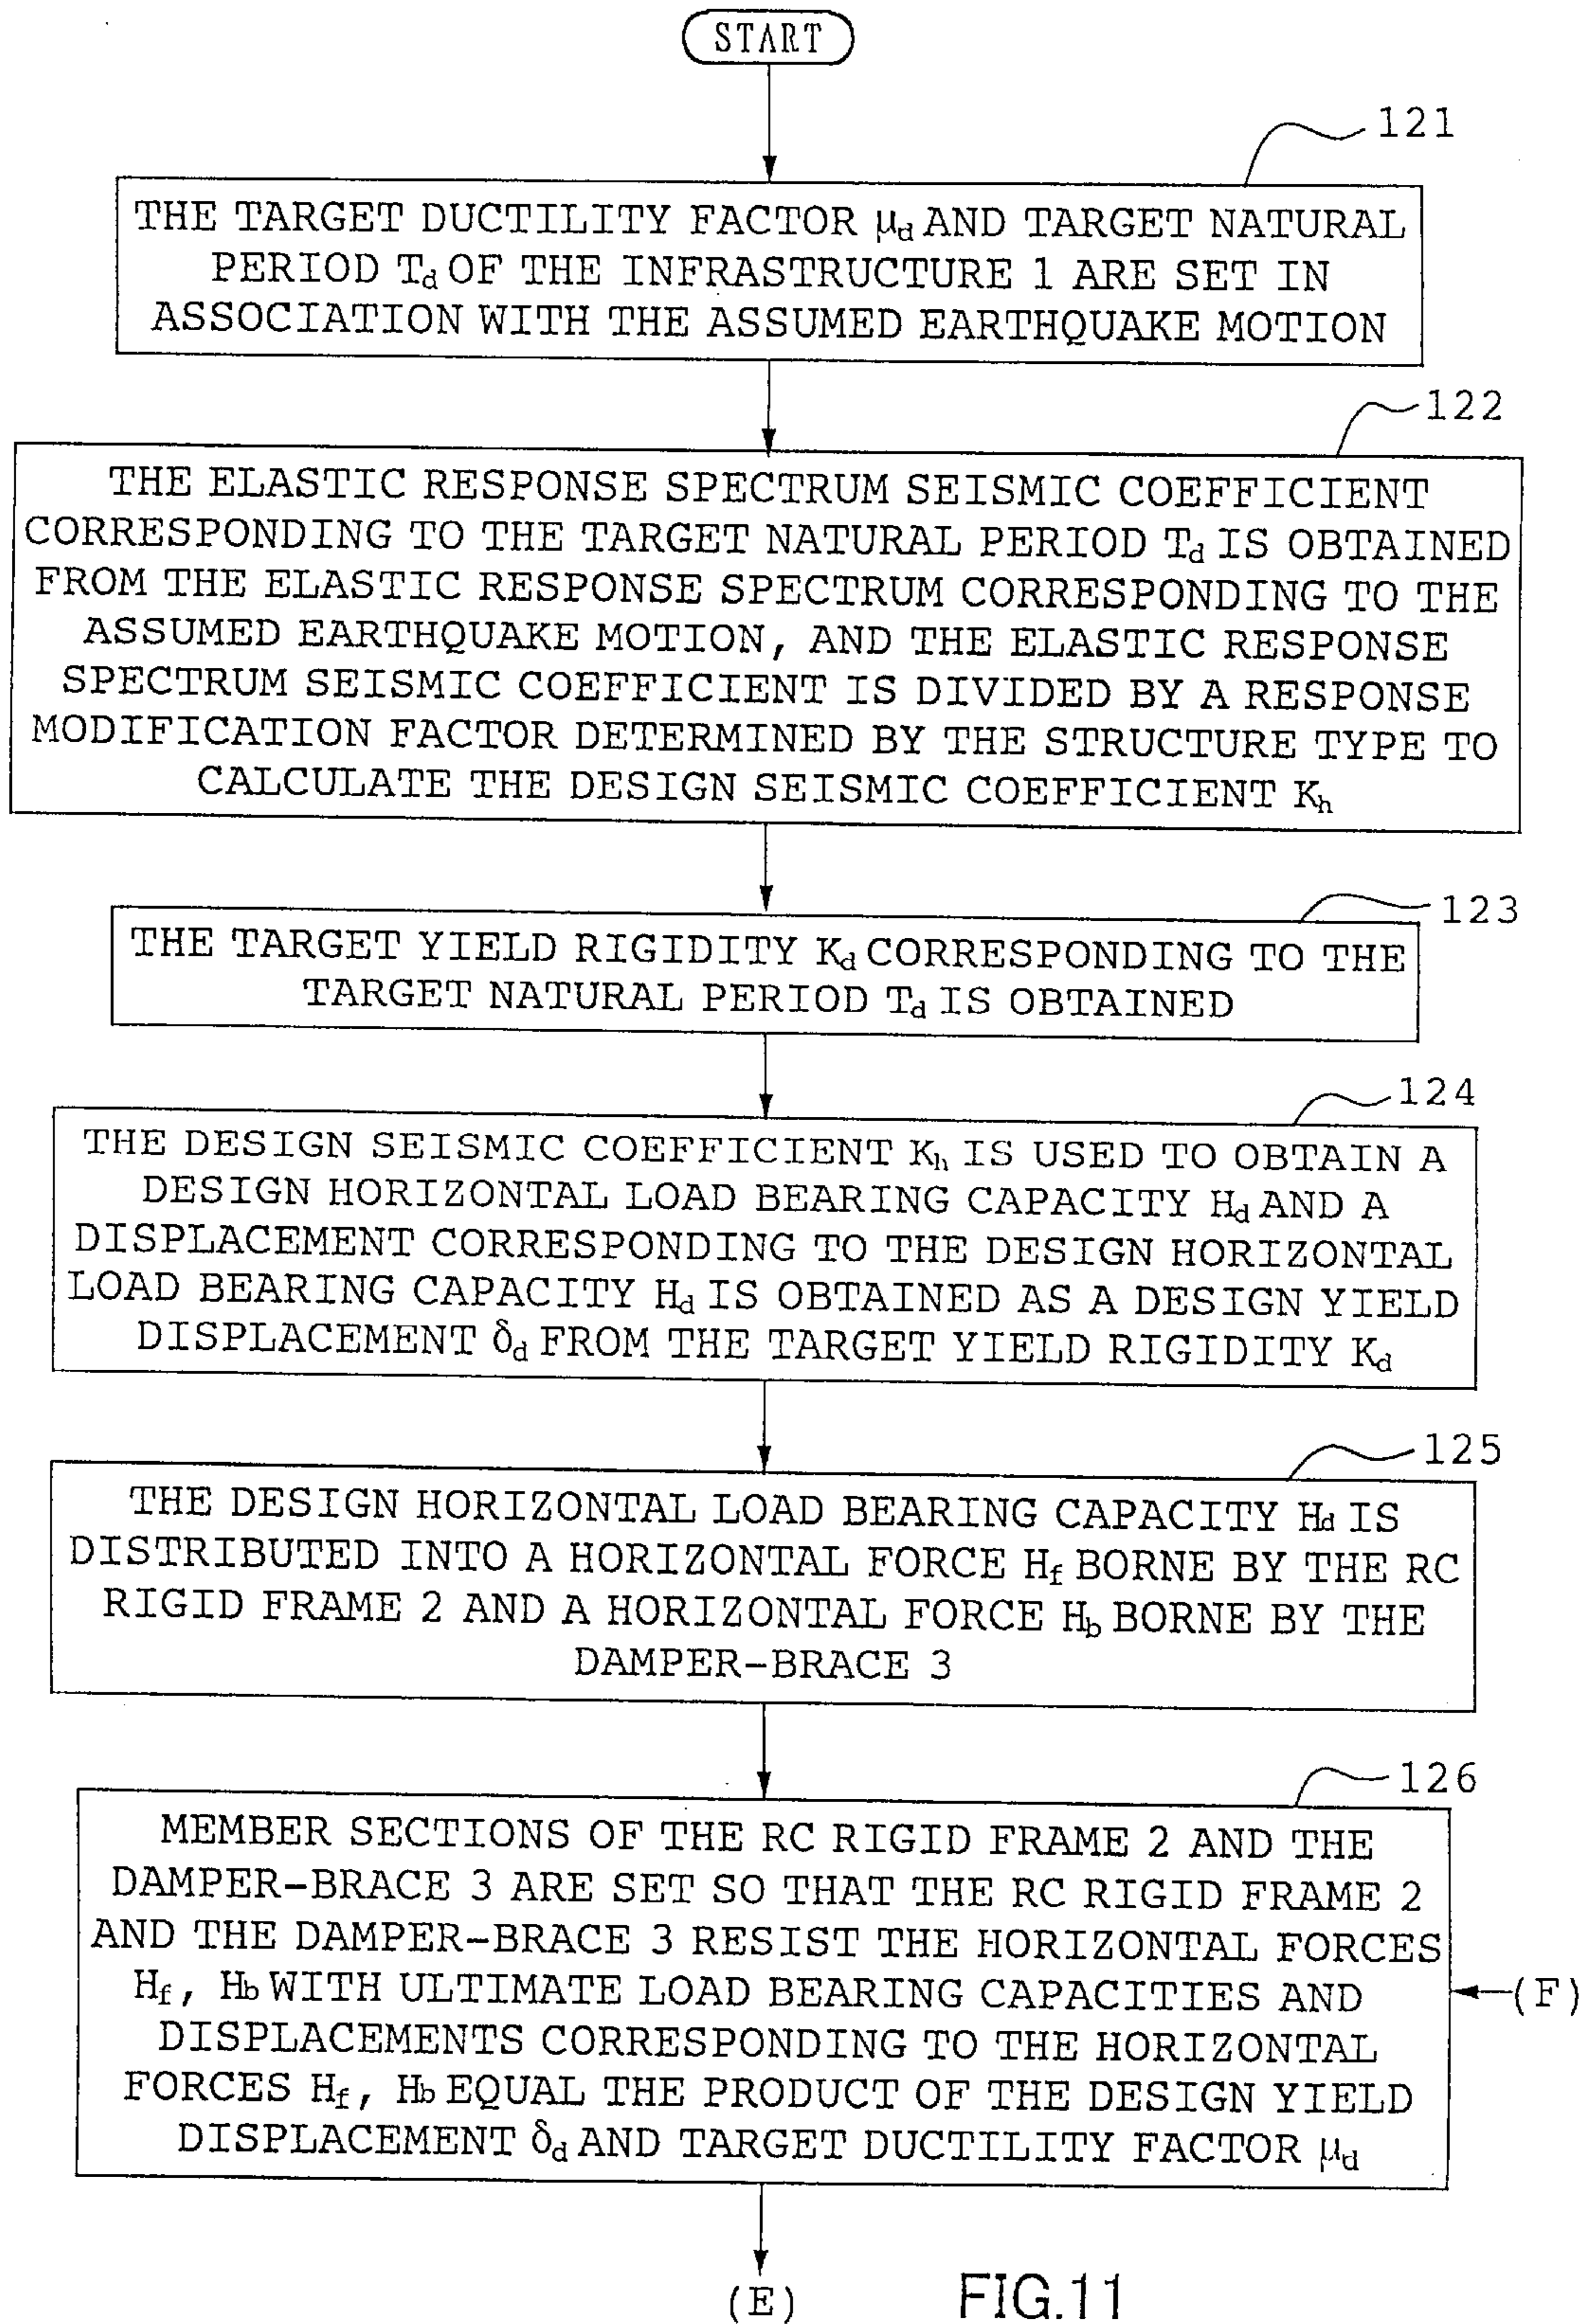 START
121
THE TARGET DUCTILITY FACTOR μd AND TARGET NATURAL
PERIOD Td OF THE INFRASTRUCTURE 1 ARE SET IN
ASSOCIATION WITH THE ASSUMED EARTHQUAKE MOTION
122
THE ELASTIC RESPONSE SPECTRUM SEISMIC COEFFICIENT
CORRESPONDING TO THE TARGET NATURAL PERIOD Td IS OBTAINED
FROM THE ELASTIC RESPONSE SPECTRUM CORRESPONDING TO THE
ASSUMED EARTHQUAKE MOTION, AND THE ELASTIC RESPONSE
SPECTRUM SEISMIC COEFFICIENT IS DIVIDED BY A RESPONSE
MODIFICATION FACTOR DETERMINED BY THE STRUCTURE TYPE TO
CALCULATE THE DESIGN SEISMIC COEFFICIENT Kh
123
THE TARGET YIELD RIGIDITY Kd CORRESPONDING TO THE
TARGET NATURAL PERIOD Td IS OBTAINED
124
THE DESIGN SEISMIC COEFFICIENT Kh IS USED TO OBTAIN A
DESIGN HORIZONTAL LOAD BEARING CAPACITY Hd AND A
DISPLACEMENT CORRESPONDING TO THE DESIGN HORIZONTAL
LOAD BEARING CAPACITY Hd IS OBTAINED AS A DESIGN YIELD
DISPLACEMENT δd FROM THE TARGET YIELD RIGIDITY Kd
125
THE DESIGN HORIZONTAL LOAD BEARING CAPACITY Hd IS
DISTRIBUTED INTO A HORIZONTAL FORCE Hf BORNE BY THE RC
RIGID FRAME 2 AND A HORIZONTAL FORCE Hb BORNE BY THE
DAMPER-BRACE 3
126
MEMBER SECTIONS OF THE RC RIGID FRAME 2 AND THE
DAMPER-BRACE 3 ARE SET SO THAT THE RC RIGID FRAME 2
AND THE DAMPER-BRACE 3 RESIST THE HORIZONTAL FORCES
Hf, Hb WITH ULTIMATE LOAD BEARING CAPACITIES AND
DISPLACEMENTS CORRESPONDING TO THE HORIZONTAL
FORCES Hf, Hb EQUAL THE PRODUCT OF THE DESIGN YIELD
DISPLACEMENT δd AND TARGET DUCTILITY FACTOR μd
(F)
(E)
FIG.11